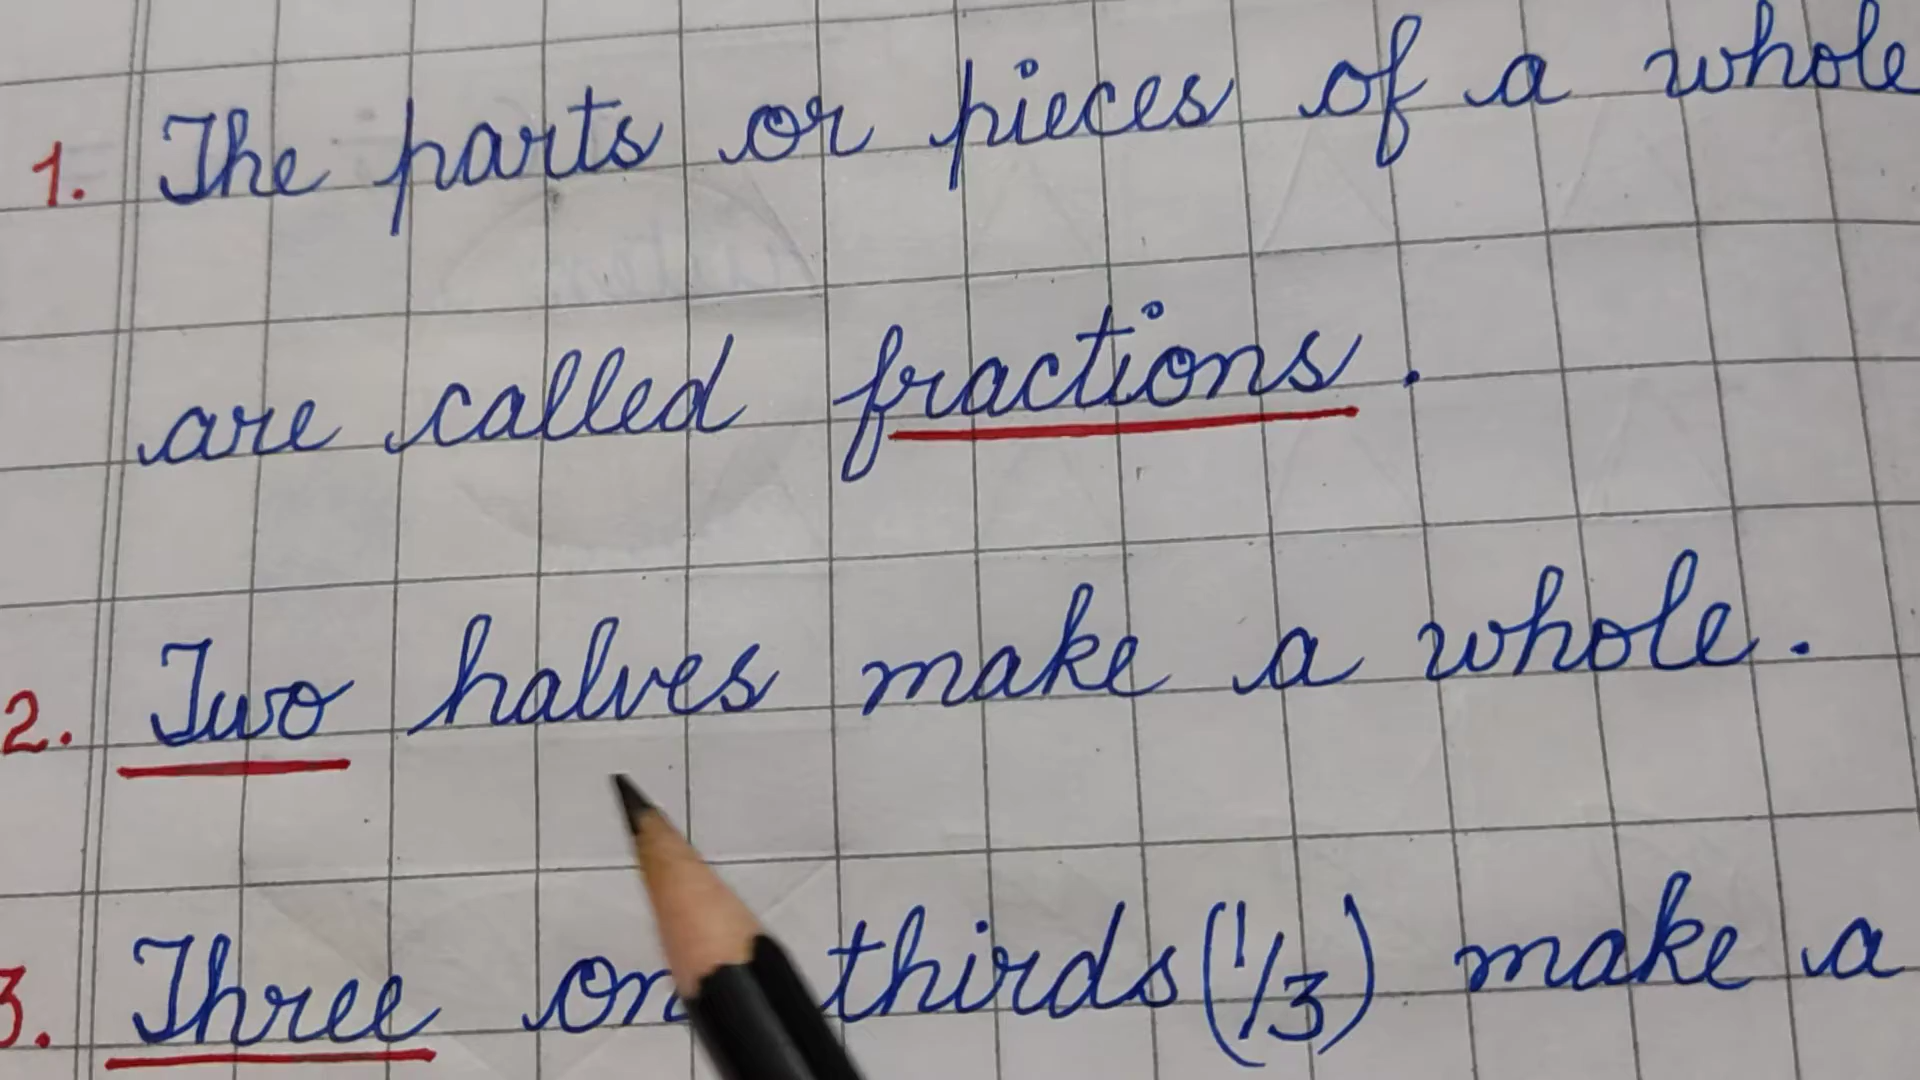 1. The parts or pieces of a whole
are called fractions.
2. Two halves make a whole.
3. Three thirds (1/3) make a